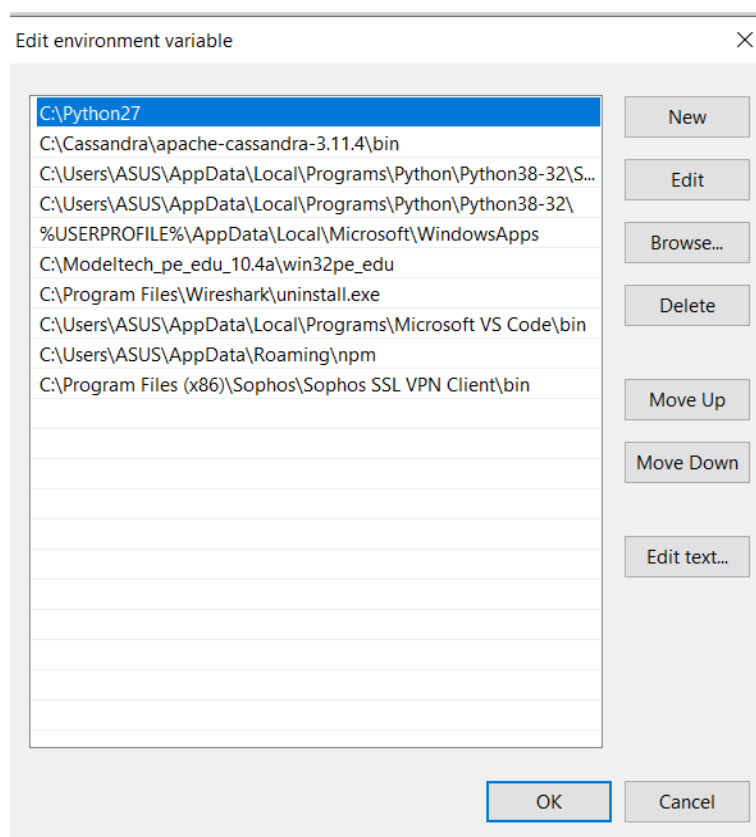 Edit environment variable
C:\Python27
C:\Cassandra\apache-cassandra-3.11.4\bin
C:\Users\ASUS\AppData\Local\Programs\Python\Python38-32\S...
C:\Users\ASUS\AppData\Local\Programs\Python\Python38-32\
%USERPROFILE%\AppData\Local\Microsoft\WindowsApps
C:\Modeltech_pe_edu_10.4a\win32pe_edu
C:\Program Files\Wireshark\uninstall.exe
C:\Users\ASUS\AppData\Local\Programs\Microsoft VS Code\bin
C:\Users\ASUS\AppData\Roaming\npm
C:\Program Files (x86)\Sophos\Sophos SSL VPN Client\bin
New
Edit
Browse...
Delete
Move Up
Move Down
Edit text...
OK
Cancel